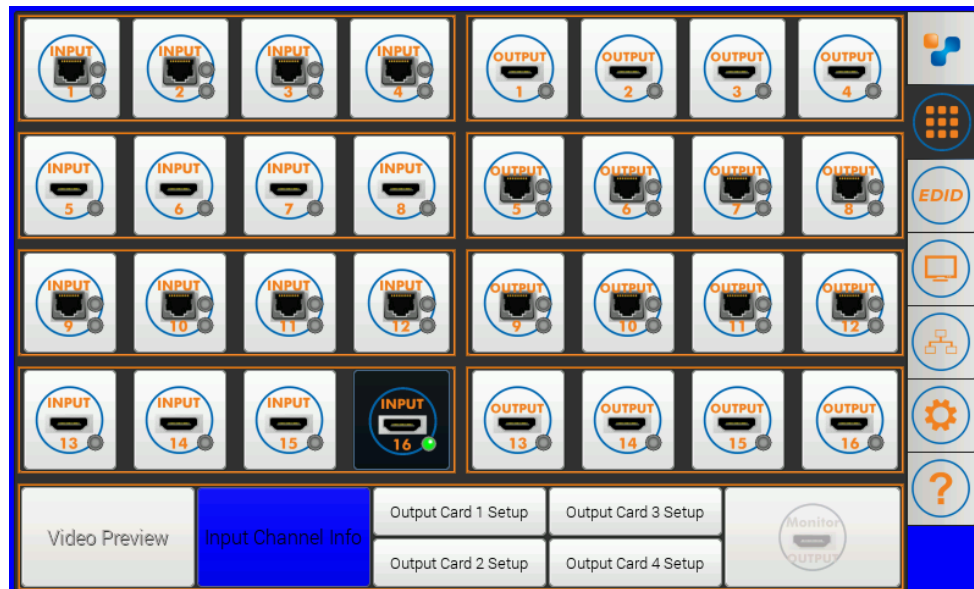 INPUT
1
INPUT
2
INPUT
3
INPUT
4
OUTPUT
1
OUTPUT
2
OUTPUT
3
OUTPUT
4
INPUT
5
INPUT
6
INPUT
7
INPUT
8
OUTPUT
5
OUTPUT
6
OUTPUT
7
OUTPUT
8
EDID
INPUT
9
INPUT
10
INPUT
11
INPUT
12
OUTPUT
9
OUTPUT
10
OUTPUT
11
OUTPUT
12
INPUT
13
INPUT
14
INPUT
15
INPUT
16
OUTPUT
13
OUTPUT
14
OUTPUT
15
OUTPUT
16
?
Video Preview
Input Channel Info
Output Card 1 Setup
Output Card 3 Setup
Output Card 2 Setup
Output Card 4 Setup
Monitor
OUTPUT